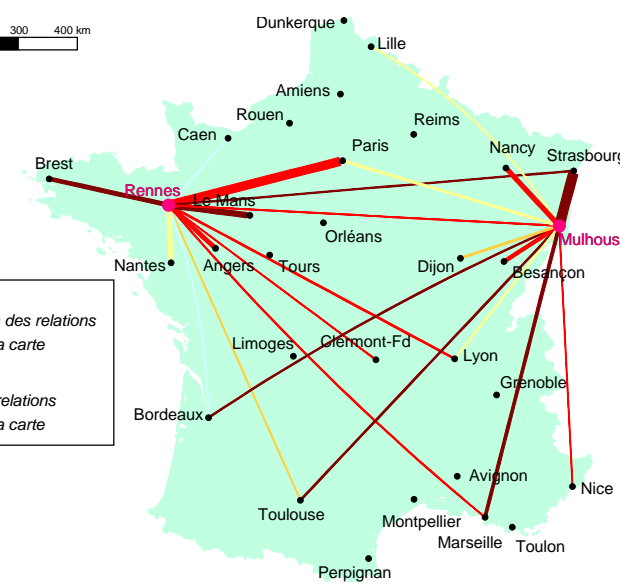 300 400 km
Dunkerque
Lille
Amiens
Rouen
Reims
Caen
Paris
Nancy
Strasbourg
Brest
Rennes
Le Mans
Orléans
Mulhous
Nantes
Angers
Tours
Dijon
Besançon
des relations
a carte
Limoges
Clermont-Fd
Lyon
Grenoble
relations
a carte
Bordeaux
Avignon
Nice
Toulouse
Montpellier
Marseille
Toulon
Perpignan